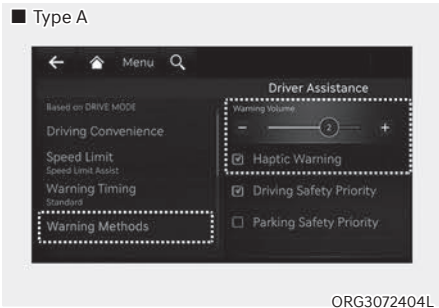 ■ Type A
Menu
Driver Assistance
Based on DRIVE MODE
Driving Convenience
Speed Limit
Speed Limit Assist
Warning Timing
Standard
Warning Methods
Warning Volume
- 2 +
Haptic Warning
Driving Safety Priority
Parking Safety Priority
ORG3072404L